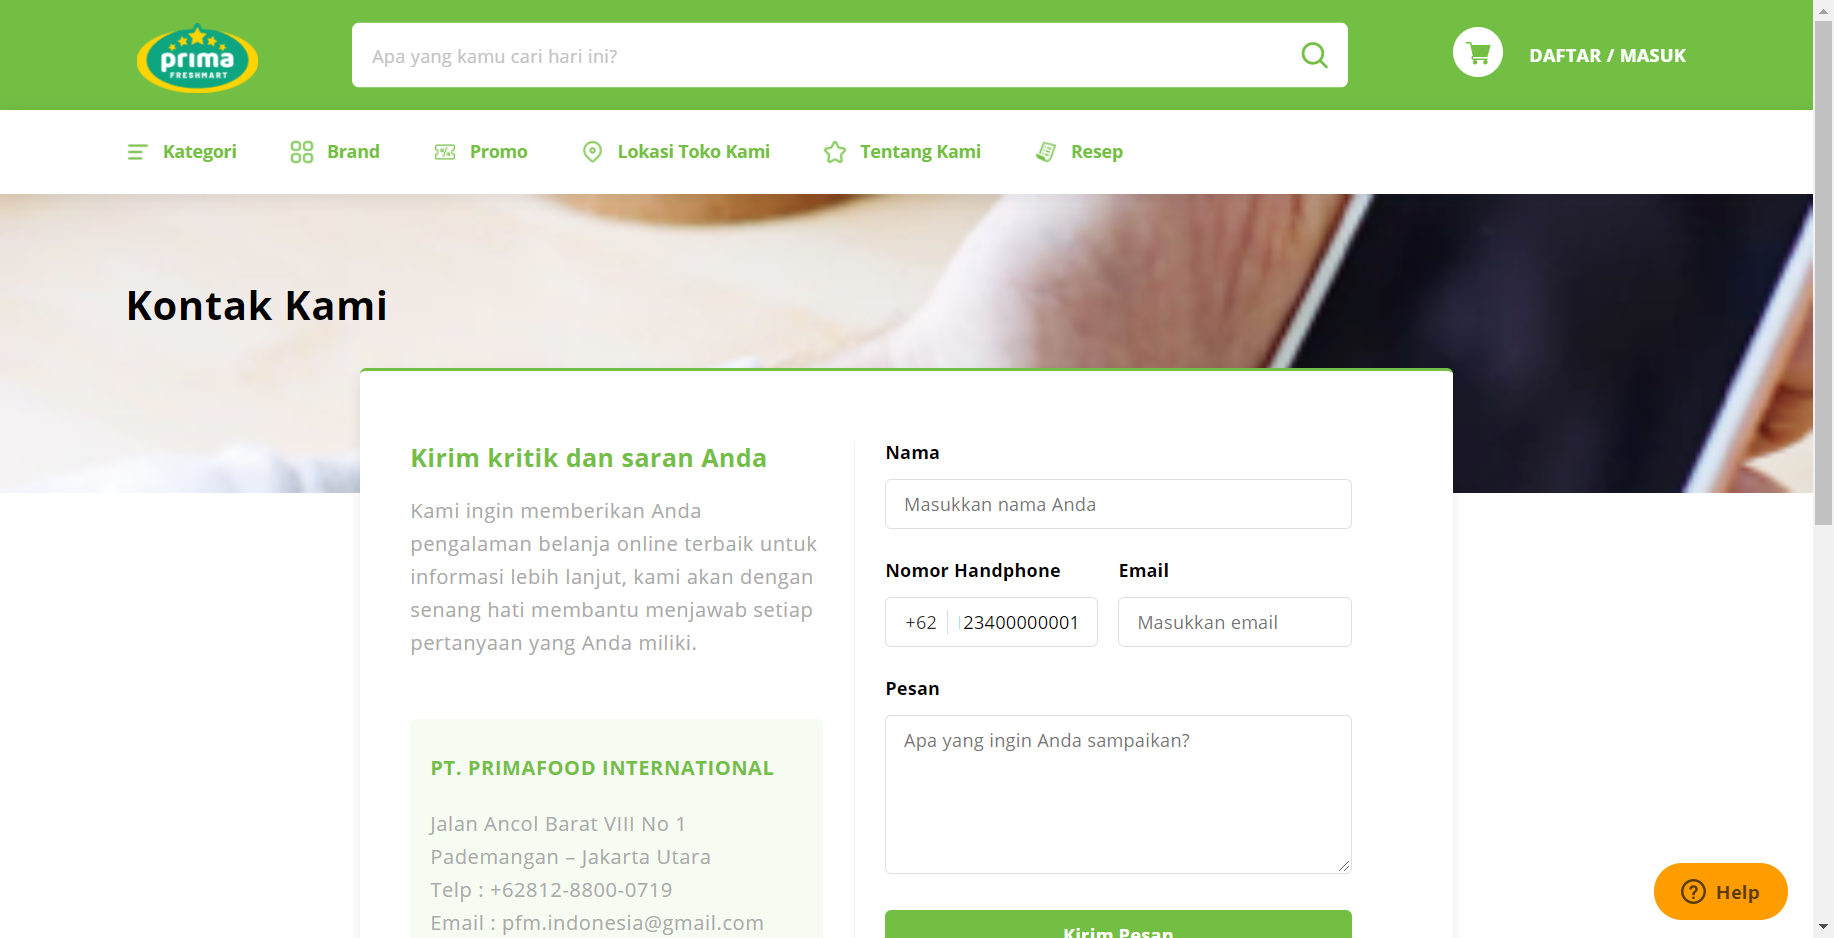 prima
FRESHMART
Apa yang kamu cari hari ini?
DAFTAR / MASUK
Kategori
Brand
Promo
Lokasi Toko Kami
Tentang Kami
Resep
Kontak Kami
Kirim kritik dan saran Anda
Kami ingin memberikan Anda
pengalaman belanja online terbaik untuk
informasi lebih lanjut, kami akan dengan
senang hati membantu menjawab setiap
pertanyaan yang Anda miliki.
PT. PRIMAFOOD INTERNATIONAL
Jalan Ancol Barat VIII No 1
Pademangan – Jakarta Utara
Telp : +62812-8800-0719
Email : pfm.indonesia@gmail.com
Nama
Masukkan nama Anda
Nomor Handphone
+62 23400000001
Email
Masukkan email
Pesan
Apa yang ingin Anda sampaikan?
Kirim Pesan
Help